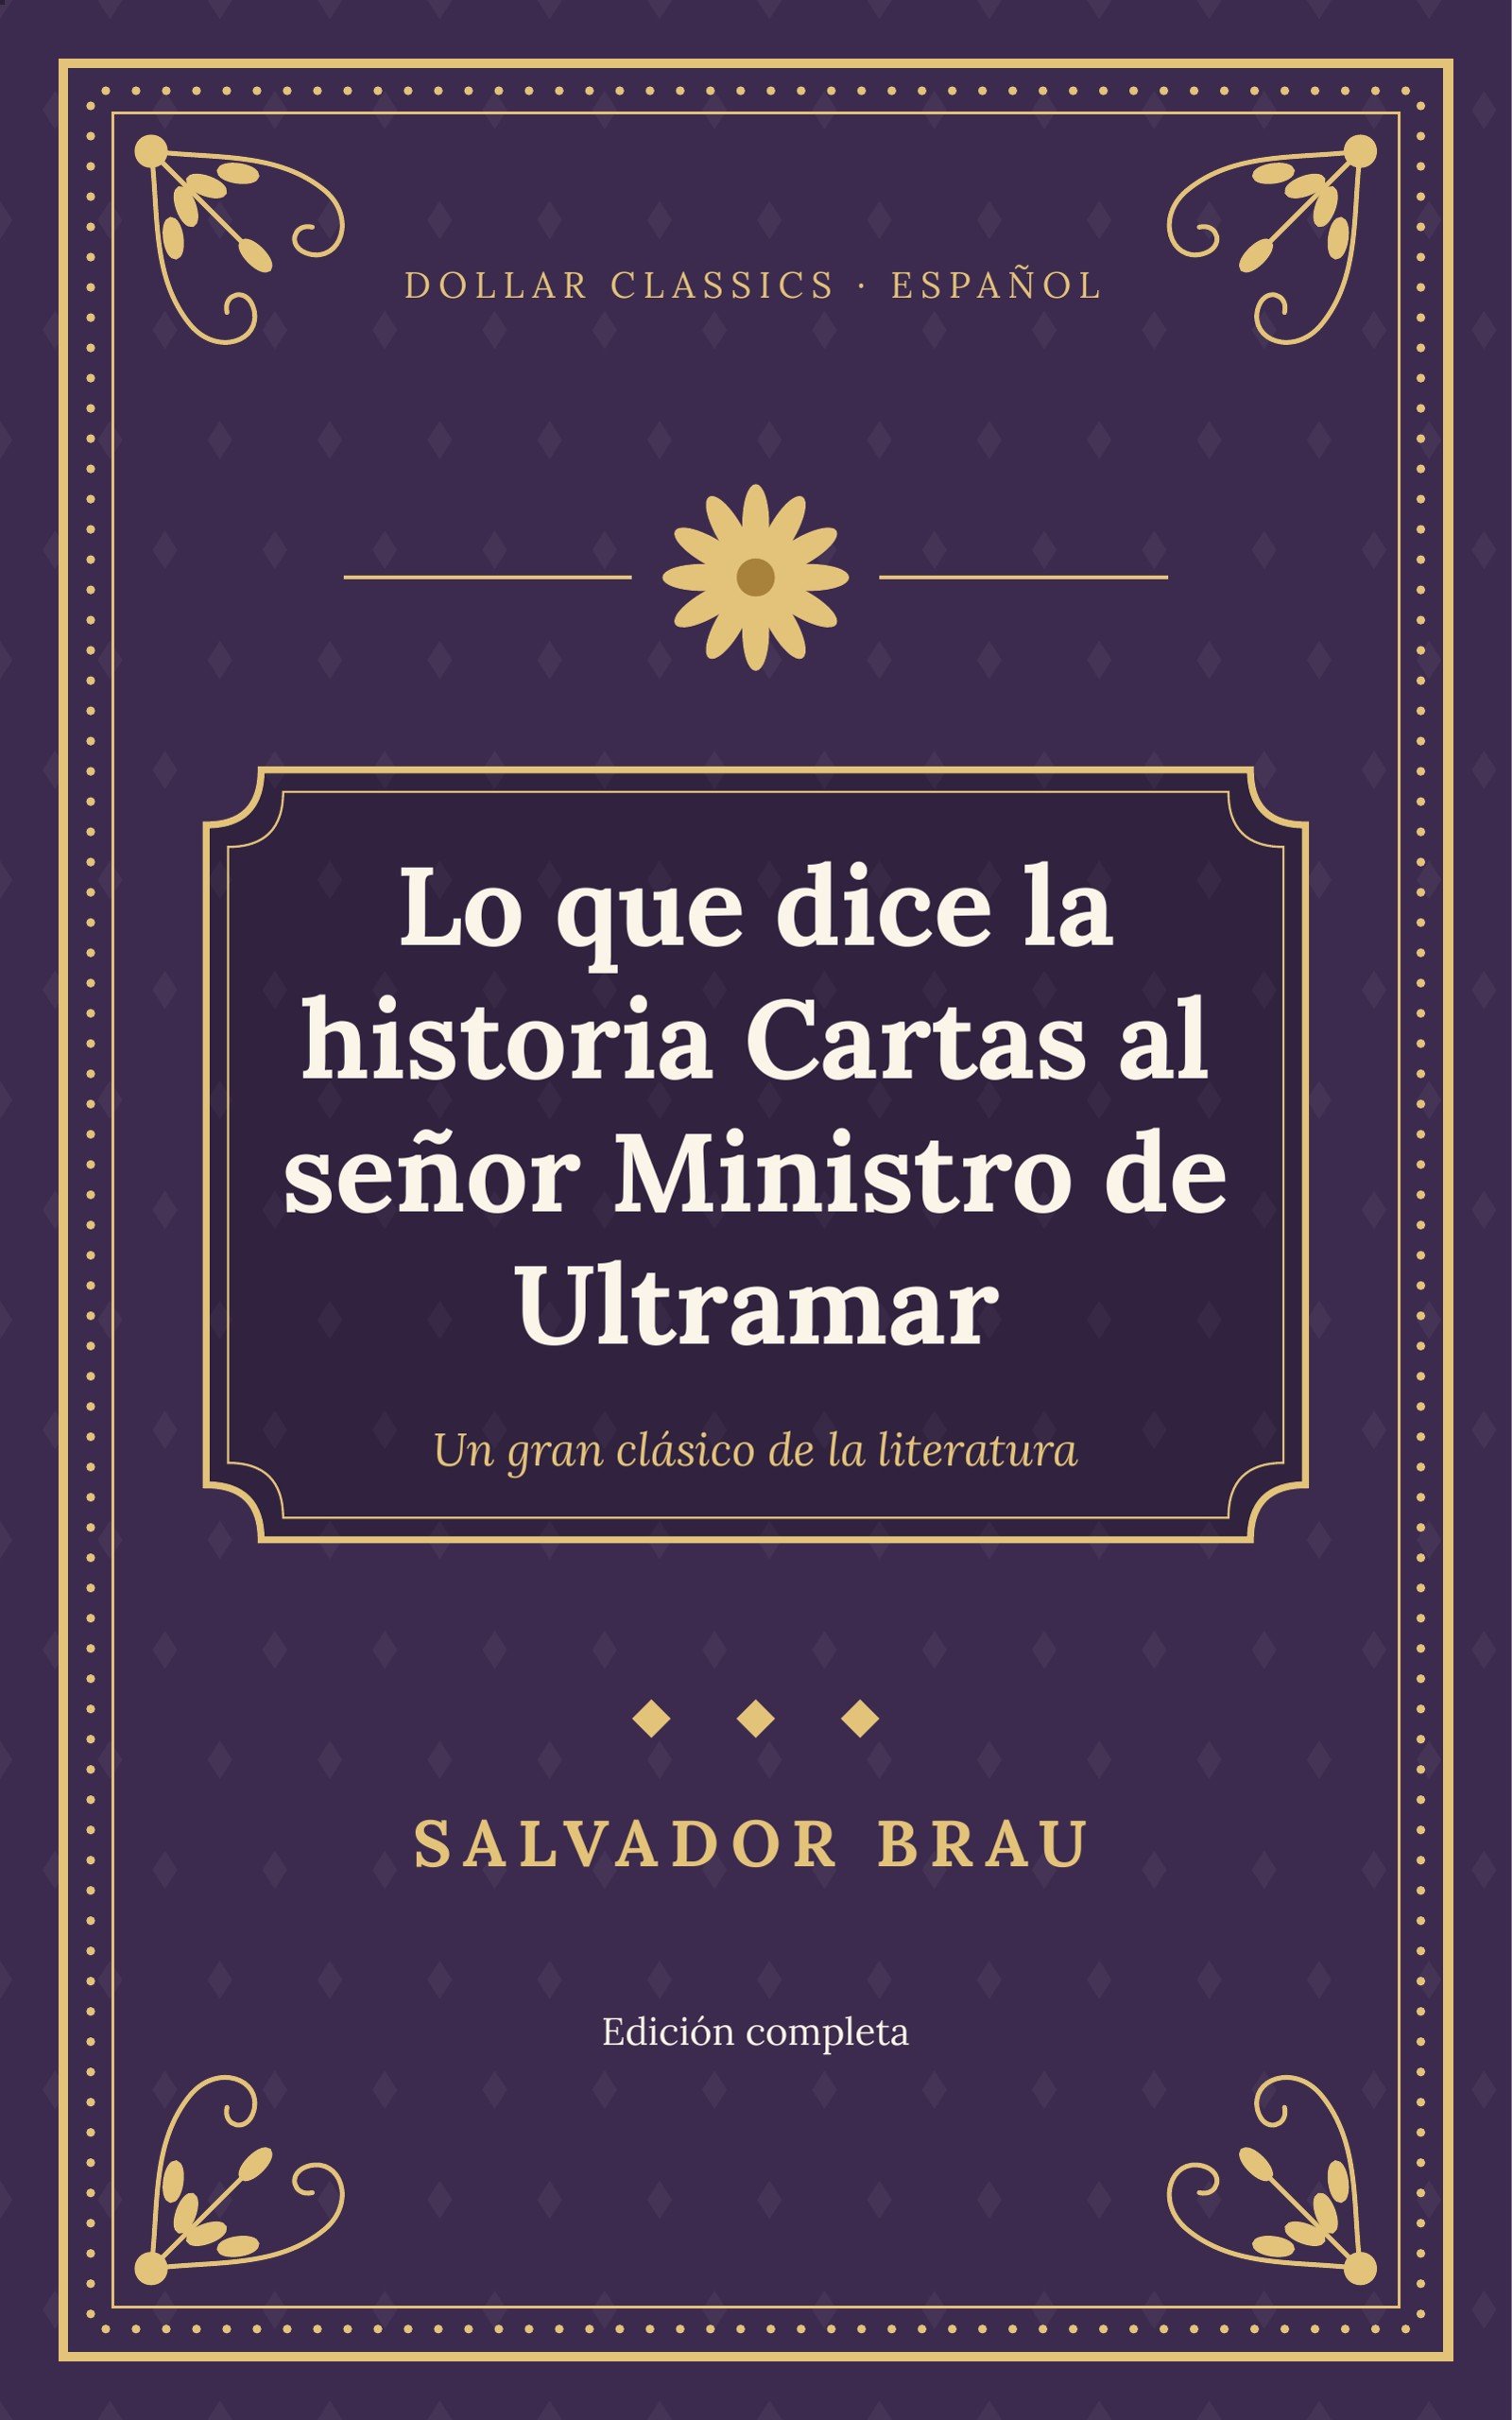 DOLLAR CLASSICS · ESPAÑOL
Lo que dice la
historia Cartas al
señor Ministro de
Ultramar
Un gran clásico de la literatura
SALVADOR BRAU
Edición completa